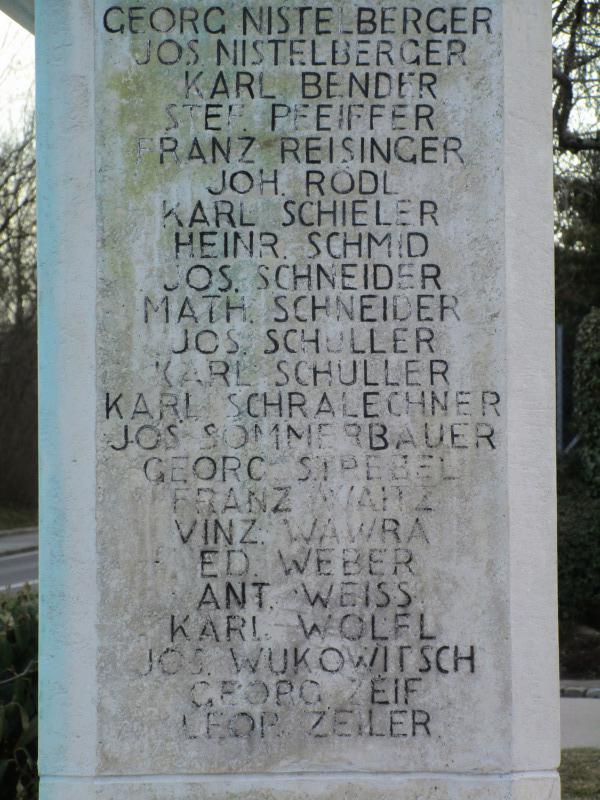 GEORG NISTELBERGER
JOS. NISTELBERGER
KARL BENDER
STEF. PFEIFFER
FRANZ REISINGER
JOH. RÖDL
KARL SCHIELER
HEINR. SCHMID
JOS. SCHNEIDER
MATH. SCHNEIDER
JOS. SCHULLER
KARL SCHULLER
KARL SCHRALECHNER
JOS. SOMMERBAUER
GEORG STREBEL
FRANZ WAITZ
VINZ. WAWRA
ED. WEBER
ANT. WEISS
KARL WÖLFL
JOS. WUKOWITSCH
GEORG ZEIF
LEOP. ZEILER